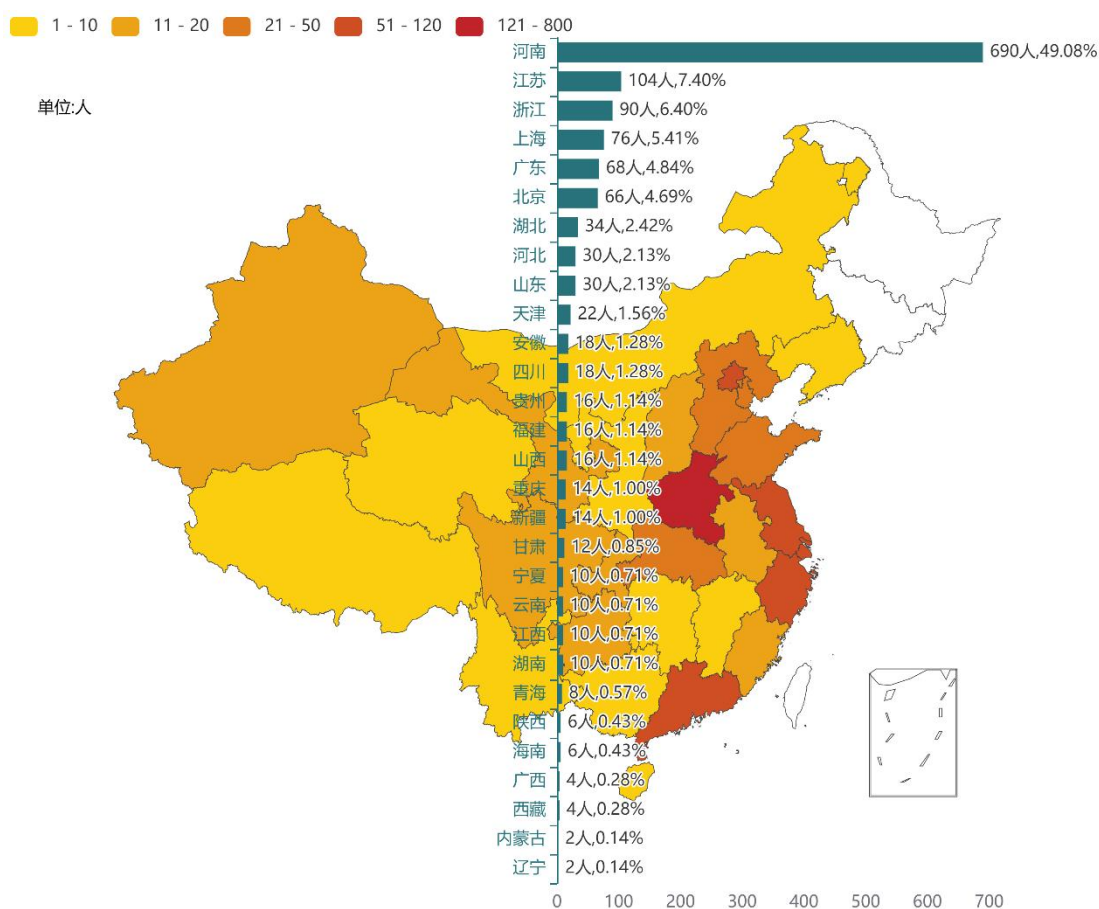 1 - 10 11 - 20 21 - 50 51 - 120 121 - 800
单位:人
河南 690人,49.08%
江苏 104人,7.40%
浙江 90人,6.40%
上海 76人,5.41%
广东 68人,4.84%
北京 66人,4.69%
湖北 34人,2.42%
河北 30人,2.13%
山东 30人,2.13%
天津 22人,1.56%
安徽 18人,1.28%
四川 18人,1.28%
贵州 16人,1.14%
福建 16人,1.14%
山西 16人,1.14%
重庆 14人,1.00%
新疆 14人,1.00%
甘肃 12人,0.85%
宁夏 10人,0.71%
云南 10人,0.71%
江西 10人,0.71%
湖南 10人,0.71%
青海 8人,0.57%
陕西 6人,0.43%
海南 6人,0.43%
广西 4人,0.28%
西藏 4人,0.28%
内蒙古 2人,0.14%
辽宁 2人,0.14%
0 100 200 300 400 500 600 700